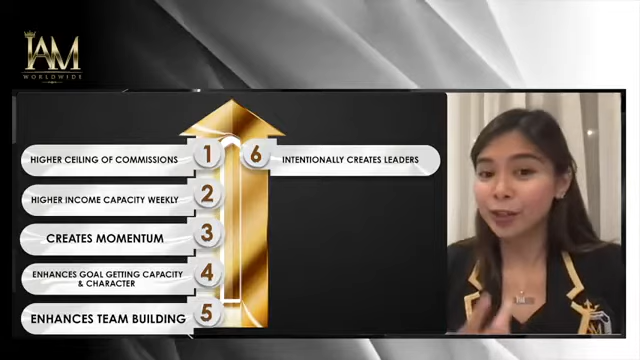 IAM
WORLDWIDE
HIGHER CEILING OF COMMISSIONS
1
6
INTENTIONALLY CREATES LEADERS
HIGHER INCOME CAPACITY WEEKLY
2
CREATES MOMENTUM
3
ENHANCES GOAL GETTING CAPACITY
& CHARACTER
4
ENHANCES TEAM BUILDING
5